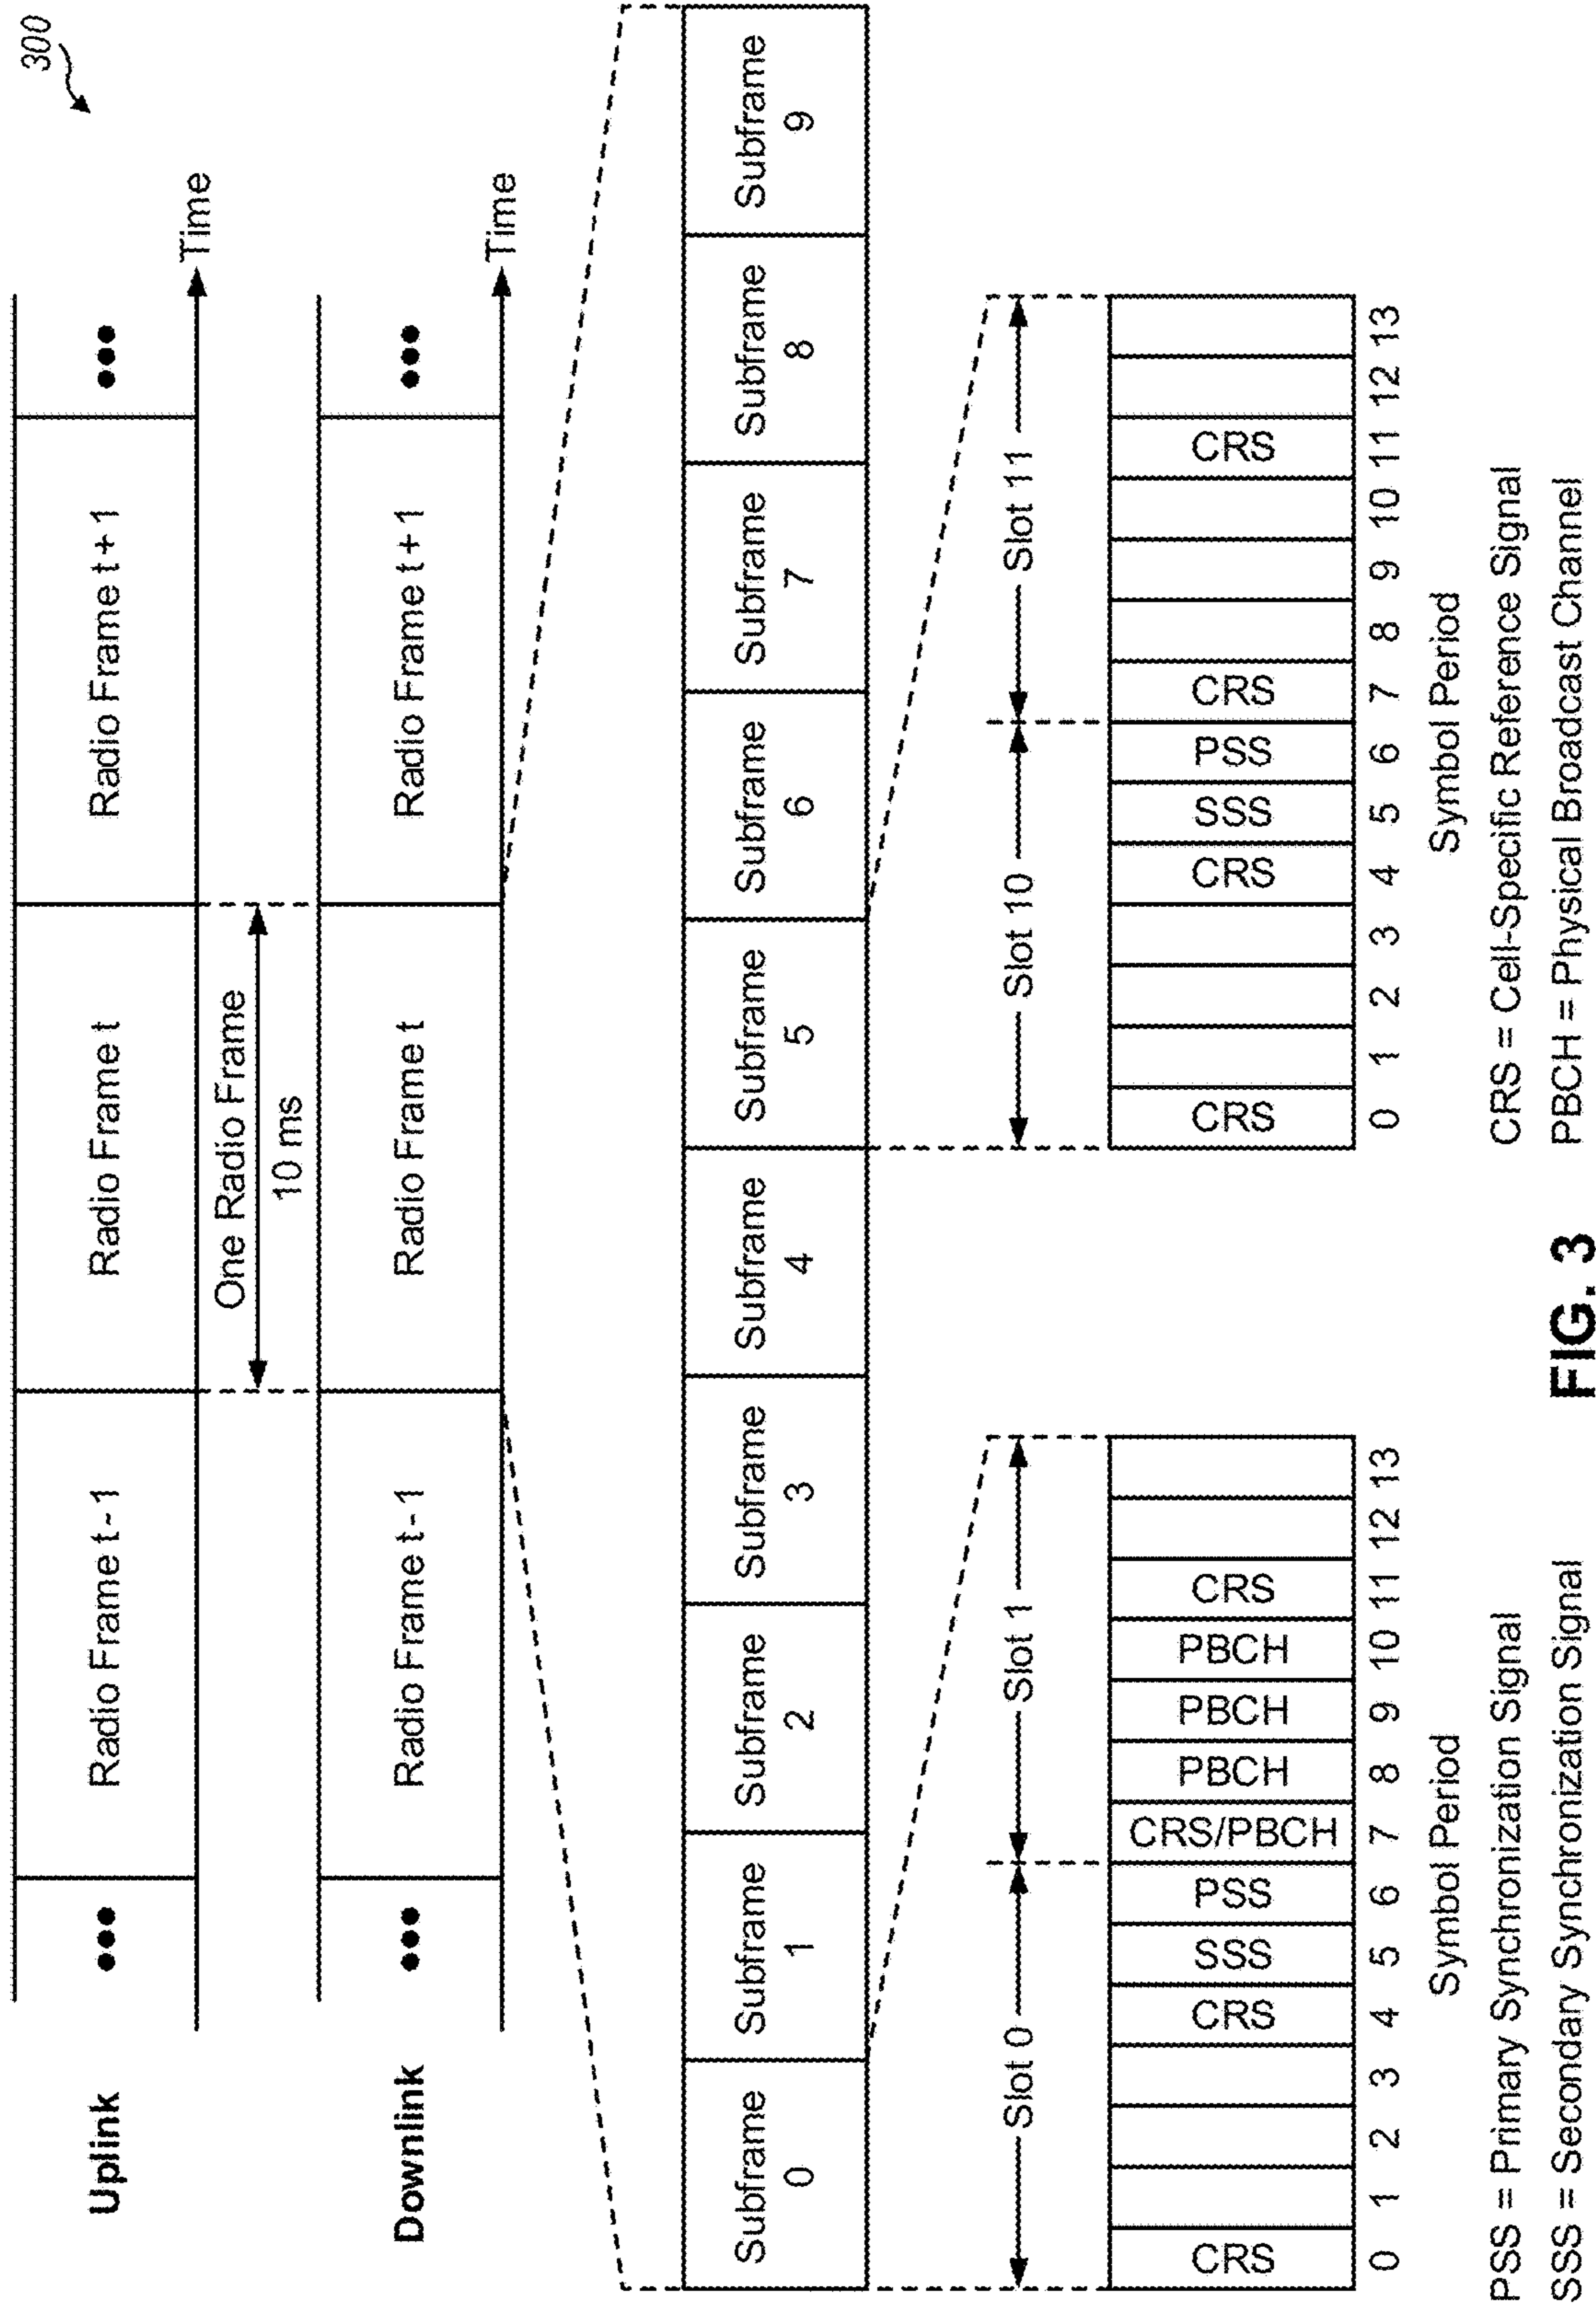 300
Uplink
••• Radio Frame t - 1 Radio Frame t Radio Frame t + 1 •••
Time
One Radio Frame
10 ms
Downlink
••• Radio Frame t - 1 Radio Frame t Radio Frame t + 1 •••
Time
Subframe 0
Subframe 1
Subframe 2
Subframe 3
Subframe 4
Subframe 5
Subframe 6
Subframe 7
Subframe 8
Subframe 9
Slot 0 Slot 1
CRS CRS SSS PSS CRS/PBCH PBCH PBCH PBCH CRS
0 1 2 3 4 5 6 7 8 9 10 11 12 13
Symbol Period
Slot 10 Slot 11
CRS CRS SSS PSS CRS CRS
0 1 2 3 4 5 6 7 8 9 10 11 12 13
Symbol Period
PSS = Primary Synchronization Signal
SSS = Secondary Synchronization Signal
CRS = Cell-Specific Reference Signal
PBCH = Physical Broadcast Channel
FIG. 3